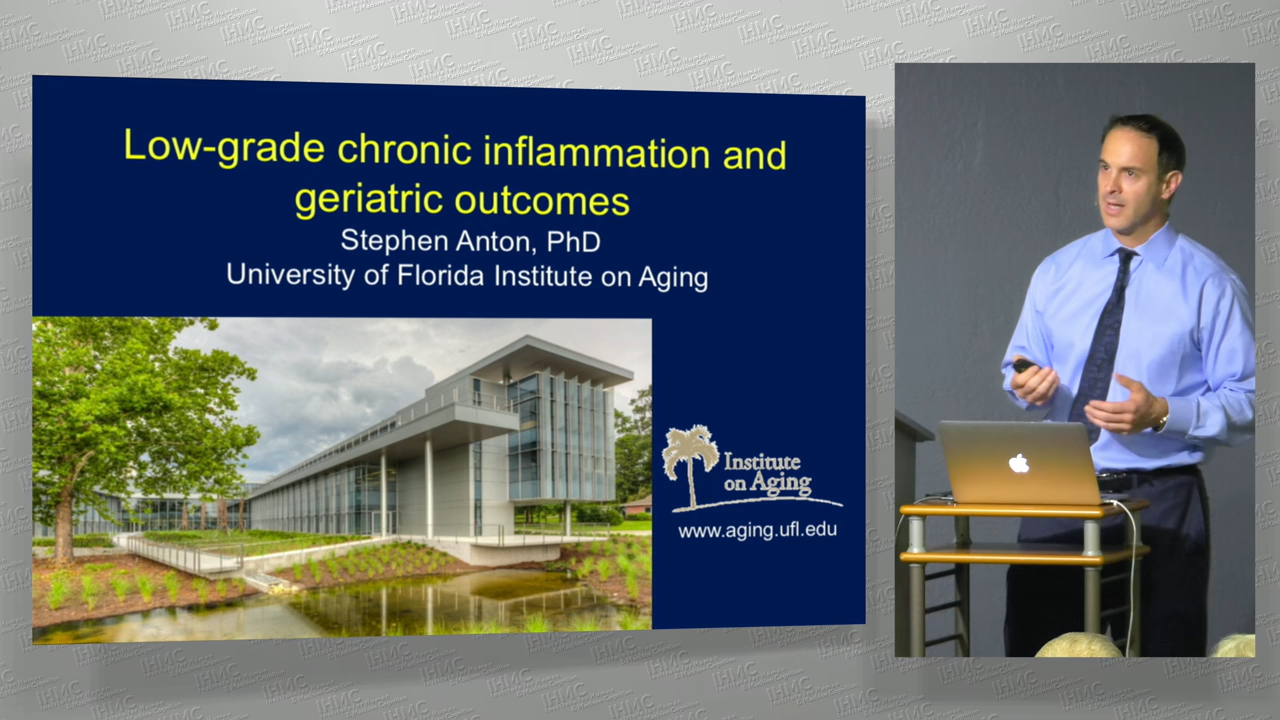 Low-grade chronic inflammation and
geriatric outcomes
Stephen Anton, PhD
University of Florida Institute on Aging
Institute
on Aging
www.aging.ufl.edu
IHMC